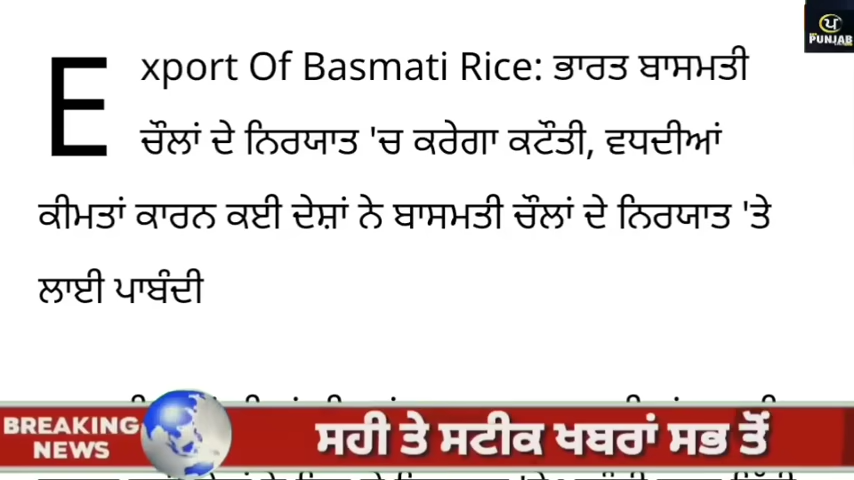 ਪ
PUNJAB
Export Of Basmati Rice: ਭਾਰਤ ਬਾਸਮਤੀ
ਚੌਲਾਂ ਦੇ ਨਿਰਯਾਤ 'ਚ ਕਰੇਗਾ ਕਟੌਤੀ, ਵਧਦੀਆਂ
ਕੀਮਤਾਂ ਕਾਰਨ ਕਈ ਦੇਸ਼ਾਂ ਨੇ ਬਾਸਮਤੀ ਚੌਲਾਂ ਦੇ ਨਿਰਯਾਤ 'ਤੇ
ਲਾਈ ਪਾਬੰਦੀ
BREAKING
NEWS
ਸਹੀ ਤੇ ਸਟੀਕ ਖਬਰਾਂ ਸਭ ਤੋਂ